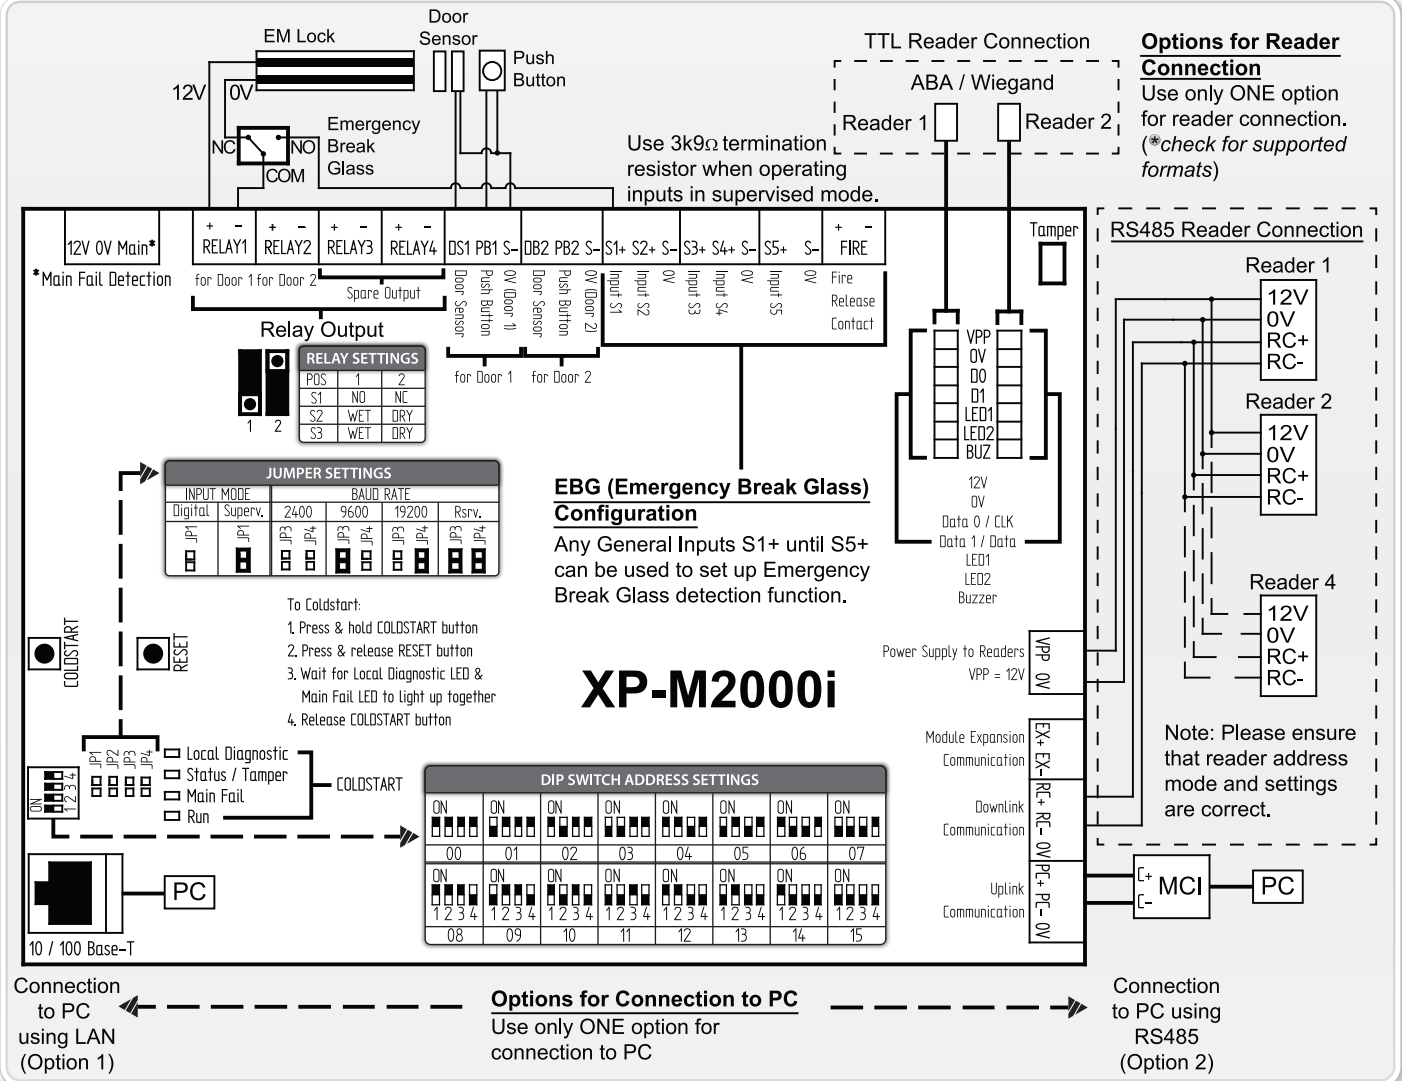 EM Lock
Door
Sensor
Push
Button
12V
0V
NC
NO
COM
Emergency
Break
Glass
Use 3k9Ω termination
resistor when operating
inputs in supervised mode.
TTL Reader Connection
ABA / Wiegand
Reader 1
Reader 2
Options for Reader
Connection
Use only ONE option
for reader connection.
(*check for supported
formats)
12V 0V Main*
*Main Fail Detection
+ -
RELAY1
+ -
RELAY2
+ -
RELAY3
+ -
RELAY4
for Door 1
for Door 2
Spare Output
Relay Output
DS1 PB1 S-
Door Sensor
Push Button
0V (Door 1)
for Door 1
DB2 PB2 S-
Door Sensor
Push Button
0V (Door 2)
for Door 2
S1+ S2+ S-
Input S1
Input S2
0V
S3+ S4+ S-
Input S3
Input S4
0V
S5+ S-
Input S5
0V
+ -
FIRE
Fire
Release
Contact
Tamper
1 2
RELAY SETTINGS
POS 1 2
S1 NO NC
S2 WET DRY
S3 WET DRY
JUMPER SETTINGS
INPUT MODE BAUD RATE
Digital Superv. 2400 9600 19200 Rsrv.
JP1 JP1 JP3 JP4 JP3 JP4 JP3 JP4 JP3 JP4
VPP
0V
D0
D1
LED1
LED2
BUZ
12V
0V
Data 0 / CLK
Data 1 / Data
LED1
LED2
Buzzer
EBG (Emergency Break Glass)
Configuration
Any General Inputs S1+ until S5+
can be used to set up Emergency
Break Glass detection function.
RS485 Reader Connection
Reader 1
12V
0V
RC+
RC-
Reader 2
12V
0V
RC+
RC-
Reader 4
12V
0V
RC+
RC-
Note: Please ensure
that reader address
mode and settings
are correct.
COLDSTART
RESET
To Coldstart:
1. Press & hold COLDSTART button
2. Press & release RESET button
3. Wait for Local Diagnostic LED &
Main Fail LED to light up together
4. Release COLDSTART button
XP-M2000i
Power Supply to Readers
VPP = 12V
VPP 0V
Module Expansion
Communication
EX+ EX-
Downlink
Communication
RC+ RC- 0V
Uplink
Communication
PC+ PC- 0V
C+
C-
MCI
PC
ON
1 2 3 4
JP1
JP2
JP3
JP4
Local Diagnostic
Status / Tamper
Main Fail
Run
COLDSTART
DIP SWITCH ADDRESS SETTINGS
ON ON ON ON ON ON ON ON
00 01 02 03 04 05 06 07
ON ON ON ON ON ON ON ON
1 2 3 4 1 2 3 4 1 2 3 4 1 2 3 4 1 2 3 4 1 2 3 4 1 2 3 4 1 2 3 4
08 09 10 11 12 13 14 15
PC
10 / 100 Base-T
Connection
to PC
using LAN
(Option 1)
Options for Connection to PC
Use only ONE option for
connection to PC
Connection
to PC using
RS485
(Option 2)